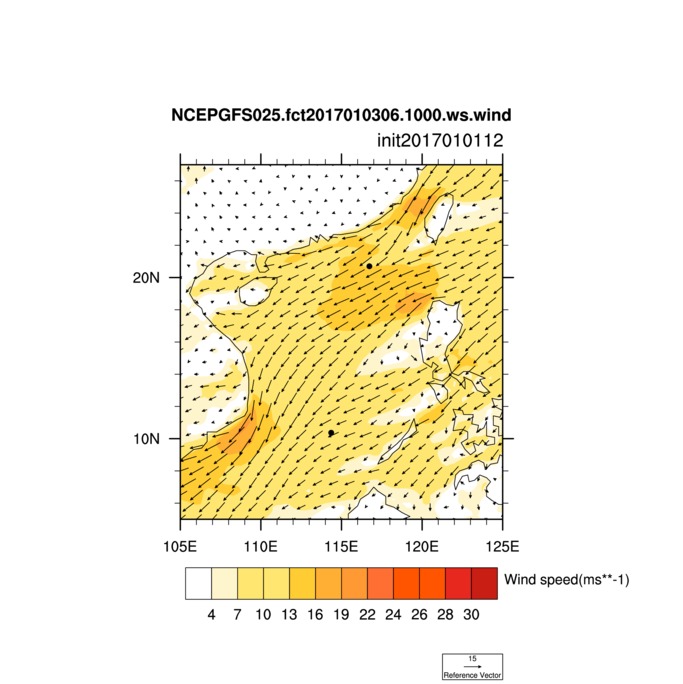 NCEPGFS025.fct2017010306.1000.ws.wind
init2017010112
20N
10N
105E 110E 115E 120E 125E
Wind speed(ms**-1)
4 7 10 13 16 19 22 24 26 28 30
15
Reference Vector